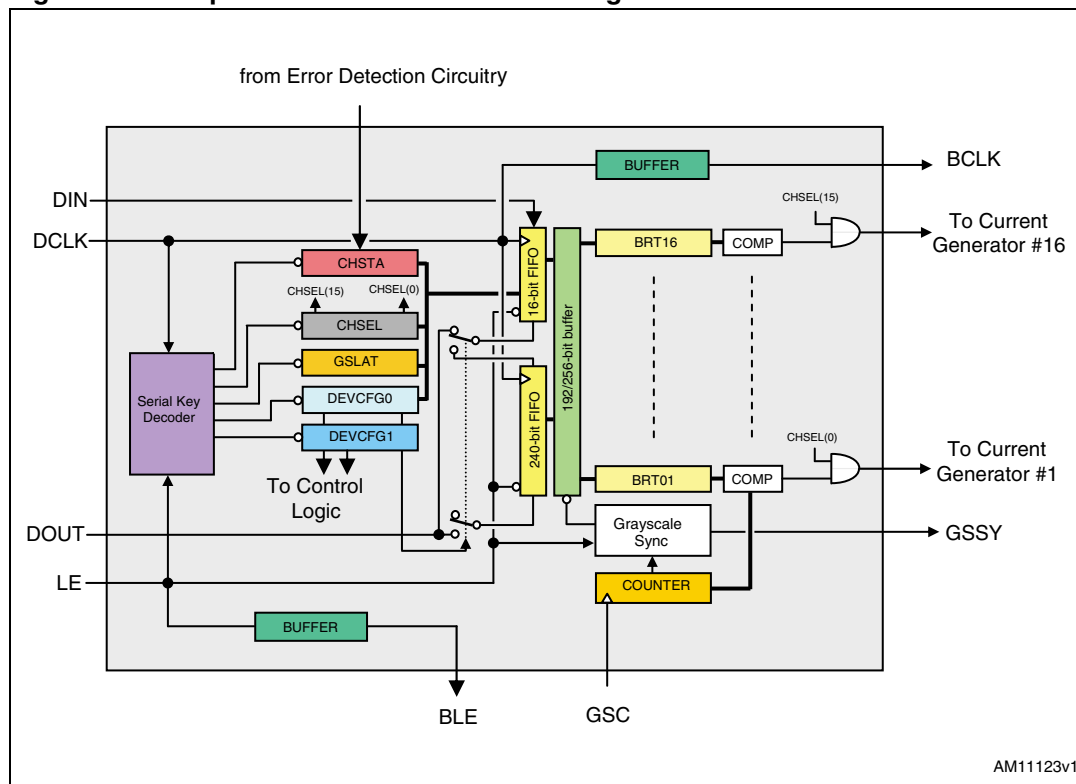 from Error Detection Circuitry
BUFFER
BCLK
DIN
CHSEL(15)
To Current
Generator #16
DCLK
16-bit FIFO
192/256-bit buffer
BRT16
COMP
CHSTA
CHSEL(15)
CHSEL(0)
CHSEL
GSLAT
Serial Key
Decoder
DEVCFG0
DEVCFG1
240-bit FIFO
To Control
Logic
CHSEL(0)
To Current
Generator #1
BRT01
COMP
DOUT
Grayscale
Sync
GSSY
LE
COUNTER
BUFFER
BLE
GSC
AM11123v1